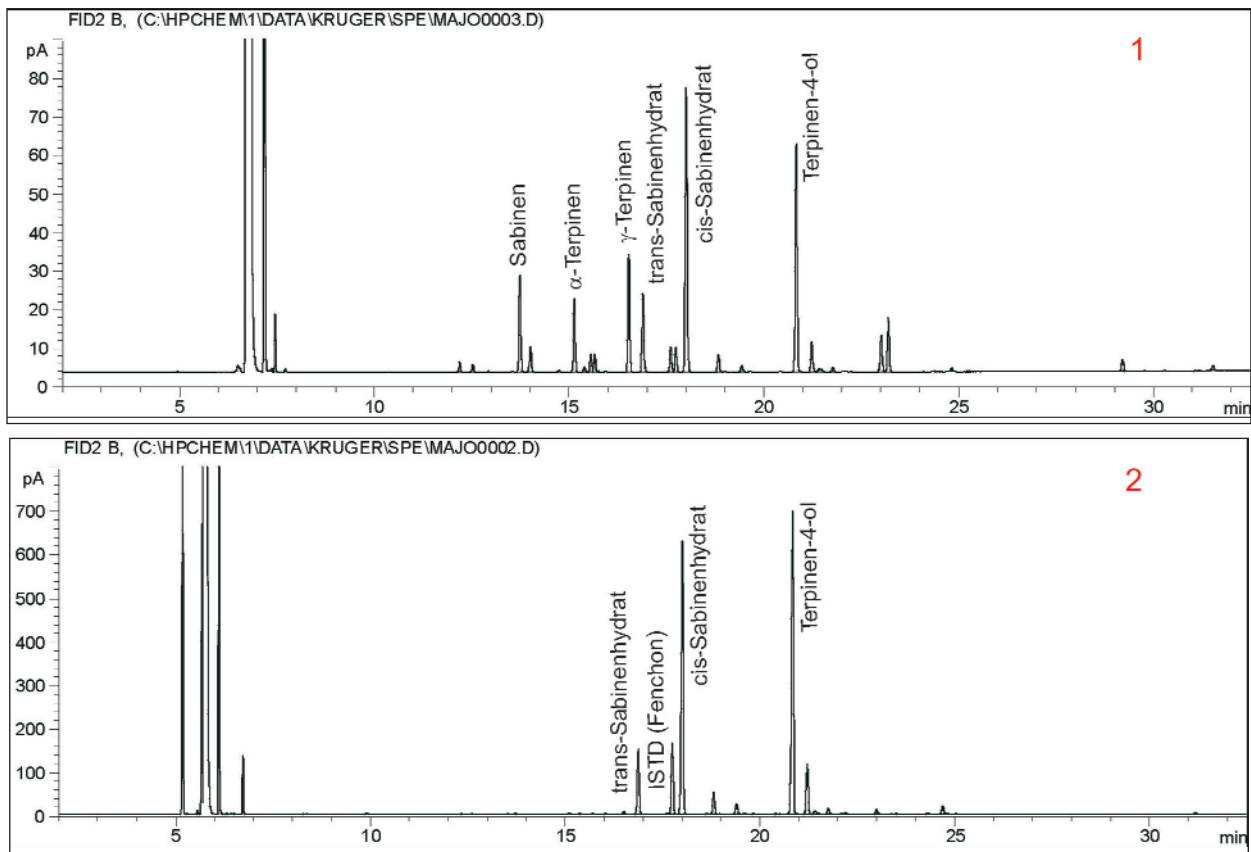 FID2 B, (C:\HPCHEM\1\DATA\KRUGER\SPE\MAJO0003.D)
pA
1
80
70
60
50
40
30
20
10
0
Sabinen
α-Terpinen
γ-Terpinen
trans-Sabinenhydrat
cis-Sabinenhydrat
Terpinen-4-ol
5
10
15
20
25
30
min
FID2 B, (C:\HPCHEM\1\DATA\KRUGER\SPE\MAJO0002.D)
pA
2
700
600
500
400
300
200
100
0
trans-Sabinenhydrat
ISTD (Fenchon)
cis-Sabinenhydrat
Terpinen-4-ol
5
10
15
20
25
30
min